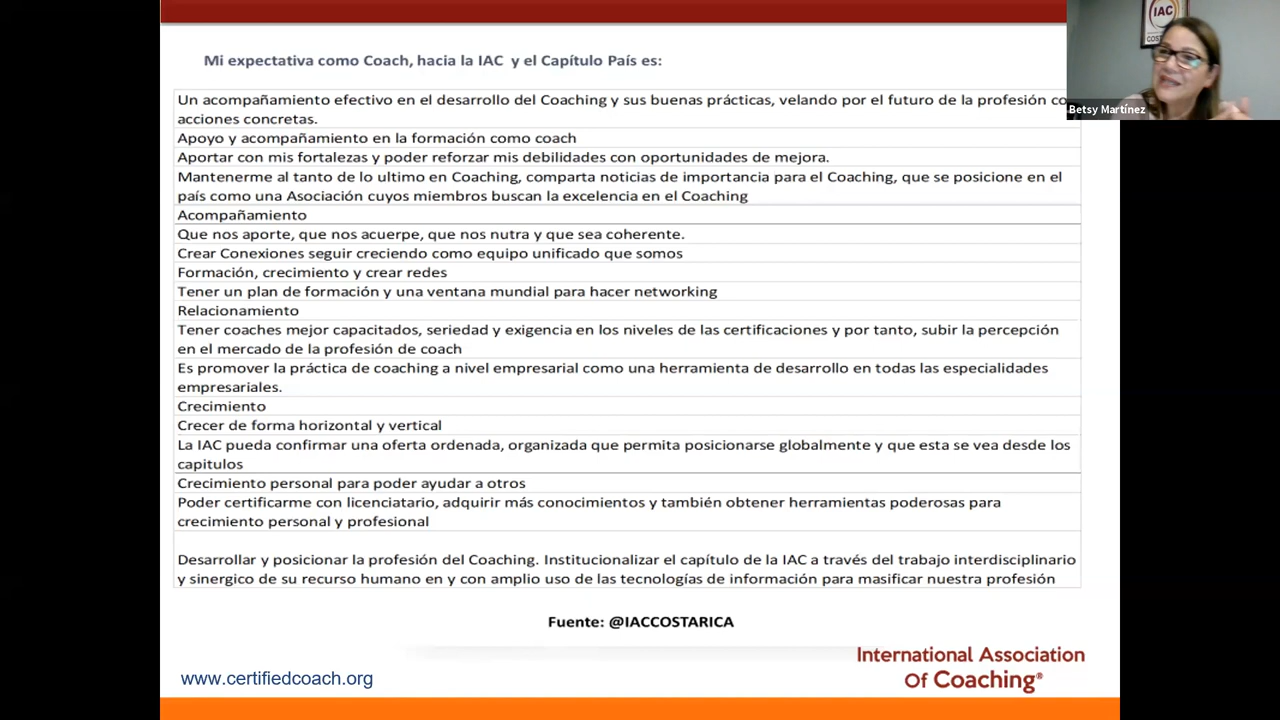 Mi expectativa como Coach, hacia la IAC y el Capítulo País es:
Un acompañamiento efectivo en el desarrollo del Coaching y sus buenas prácticas, velando por el futuro de la profesión
acciones concretas.
Apoyo y acompañamiento en la formación como coach
Aportar con mis fortalezas y poder reforzar mis debilidades con oportunidades de mejora.
Mantenerme al tanto de lo ultimo en Coaching, comparta noticias de importancia para el Coaching, que se posicione en el
país como una Asociación cuyos miembros buscan la excelencia en el Coaching
Acompañamiento
Que nos aporte, que nos acuerpe, que nos nutra y que sea coherente.
Crear Conexiones seguir creciendo como equipo unificado que somos
Formación, crecimiento y crear redes
Tener un plan de formación y una ventana mundial para hacer networking
Relacionamiento
Tener coaches mejor capacitados, seriedad y exigencia en los niveles de las certificaciones y por tanto, subir la percepción
en el mercado de la profesión de coach
Es promover la práctica de coaching a nivel empresarial como una herramienta de desarrollo en todas las especialidades
empresariales.
Crecimiento
Crecer de forma horizontal y vertical
La IAC pueda confirmar una oferta ordenada, organizada que permita posicionarse globalmente y que esta se vea desde los
capitulos
Crecimiento personal para poder ayudar a otros
Poder certificarme con licenciatario, adquirir más conocimientos y también obtener herramientas poderosas para
crecimiento personal y profesional
Desarrollar y posicionar la profesión del Coaching. Institucionalizar el capítulo de la IAC a través del trabajo interdisciplinario
y sinergico de su recurso humano en y con amplio uso de las tecnologías de información para masificar nuestra profesión
Fuente: @IACCOSTARICA
International Association
Of Coaching®
www.certifiedcoach.org
IAC
Betsy Martínez